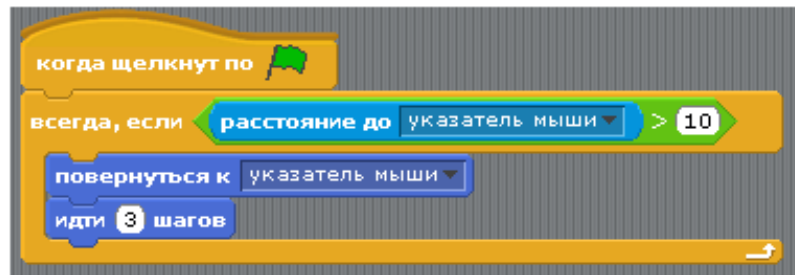 когда щелкнут по
всегда, если расстояние до указатель мыши > 10
повернуться к указатель мыши
идти 3 шагов